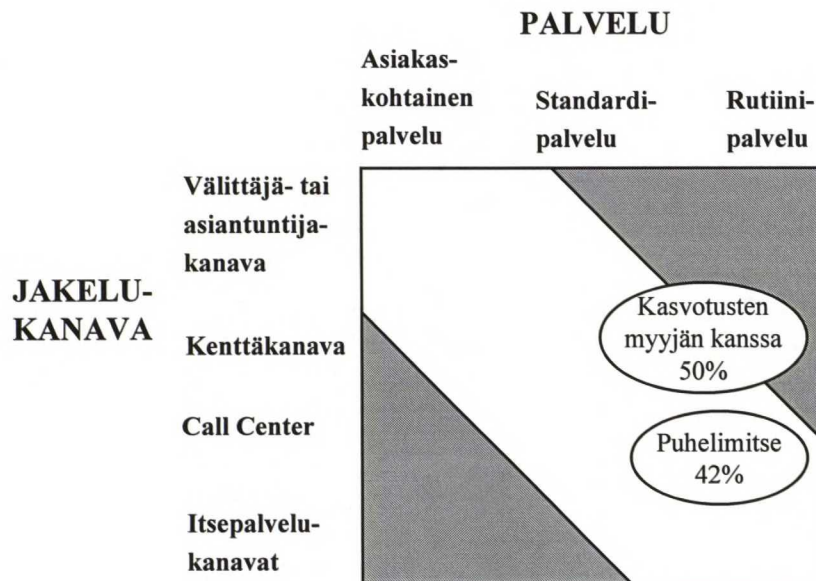 PALVELU
Asiakas-
kohtainen
palvelu
Standardi-
palvelu
Rutiini-
palvelu
JAKELU-
KANAVA
Välittäjä- tai
asiantuntija-
kanava
Kenttäkanava
Call Center
Itsepalvelu-
kanavat
Kasvotusten
myyjän kanssa
50%
Puhelimitse
42%